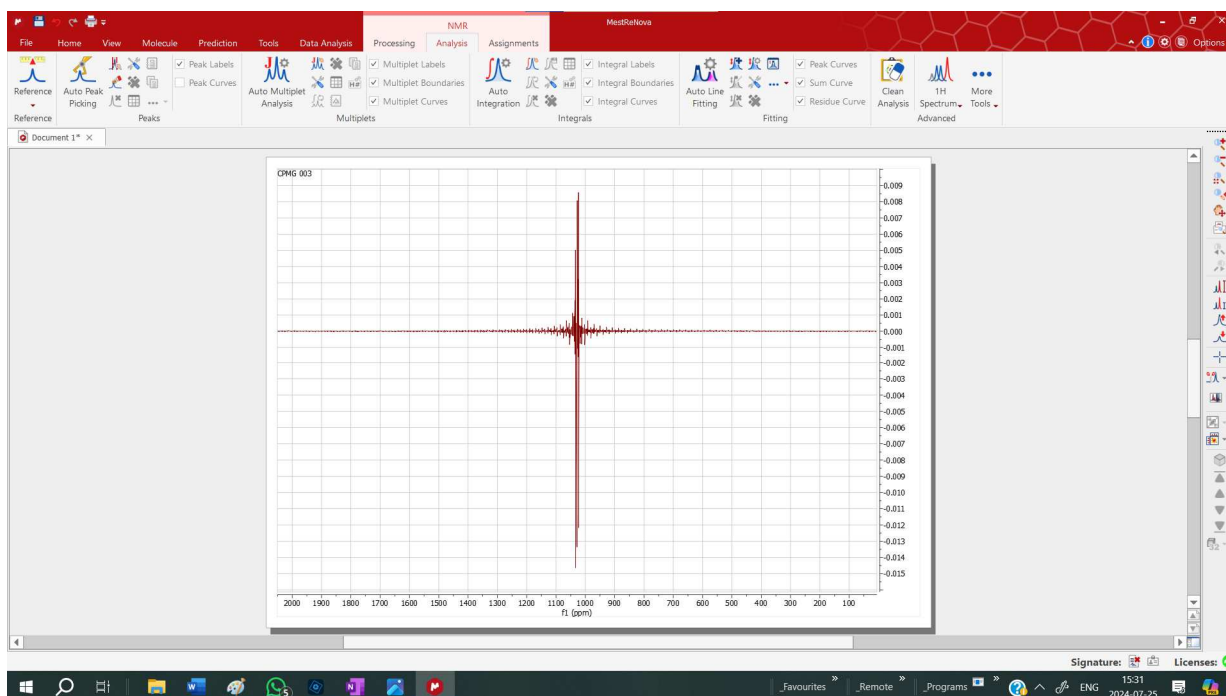 NMR
MestReNova
File Home View Molecule Prediction Tools Data Analysis Processing Analysis Assignments Options
Reference
Auto Peak Picking
Peak Labels
Peak Curves
Auto Multiplet Analysis
Multiplet Labels
Multiplet Boundaries
Multiplet Curves
Auto Integration
Integral Labels
Integral Boundaries
Integral Curves
Auto Line Fitting
Peak Curves
Sum Curve
Residue Curve
Clean Analysis
1H Spectrum
More Tools
Reference Peaks Multiplets Integrals Fitting Advanced
Document 1*
CPMG 003
0.009
0.008
0.007
0.006
0.005
0.004
0.003
0.002
0.001
0.000
-0.001
-0.002
-0.003
-0.004
-0.005
-0.006
-0.007
-0.008
-0.009
-0.010
-0.011
-0.012
-0.013
-0.014
-0.015
2000 1900 1800 1700 1600 1500 1400 1300 1200 1100 1000 900 800 700 600 500 400 300 200 100
f1 (ppm)
Signature: Licenses:
_Favourites » _Remote » _Programs » ENG 15:31
2024-07-25